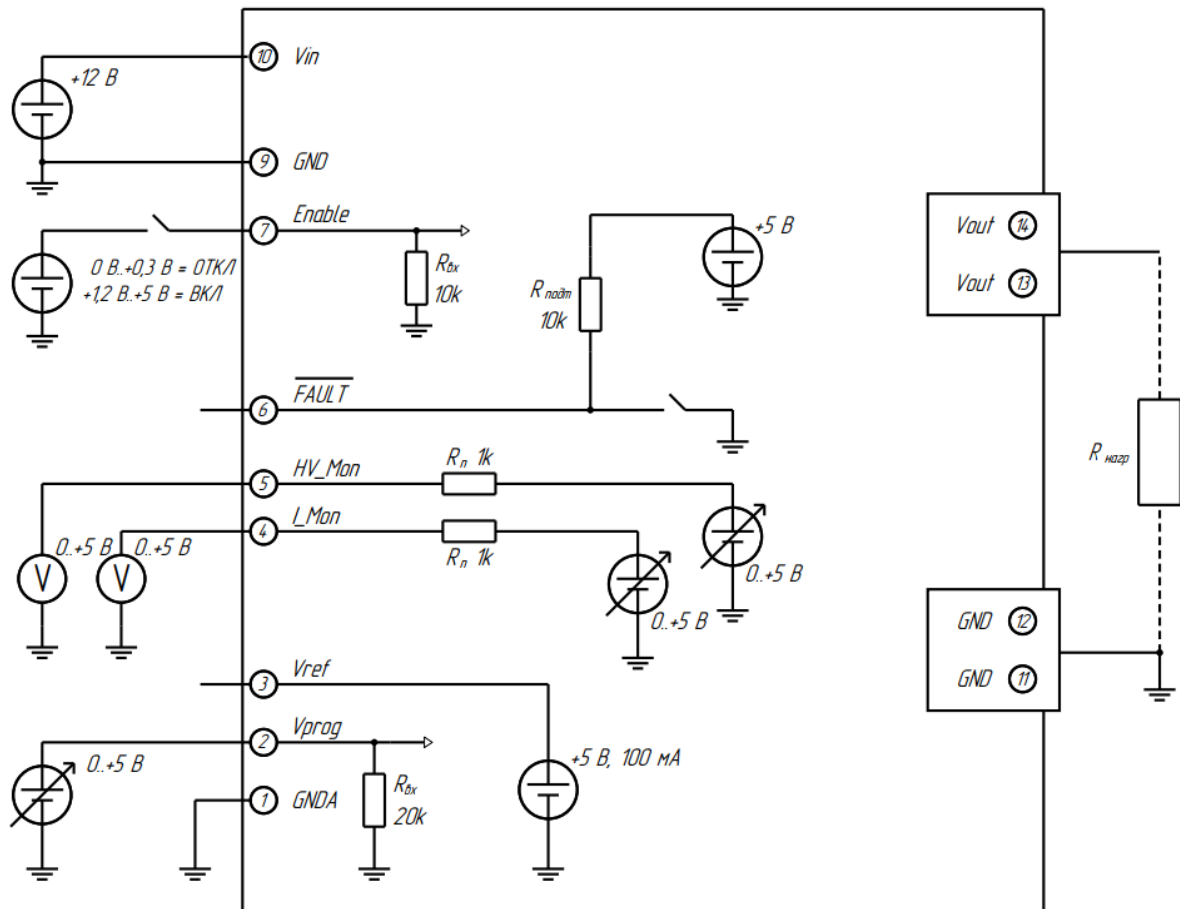 10 Vin
+12 В
9 GND
7 Enable
0 В..+0,3 В = ОТКЛ
+1,2 В..+5 В = ВКЛ
Rвх
10k
Rподт
10k
+5 В
6 FAULT
5 HV_Mon
Rп 1k
4 I_Mon
Rп 1k
V 0..+5 В
V 0..+5 В
0..+5 В
0..+5 В
3 Vref
2 Vprog
0..+5 В
1 GNDA
Rвх
20k
+5 В, 100 мА
Vout 14
Vout 13
R нагр
GND 12
GND 11